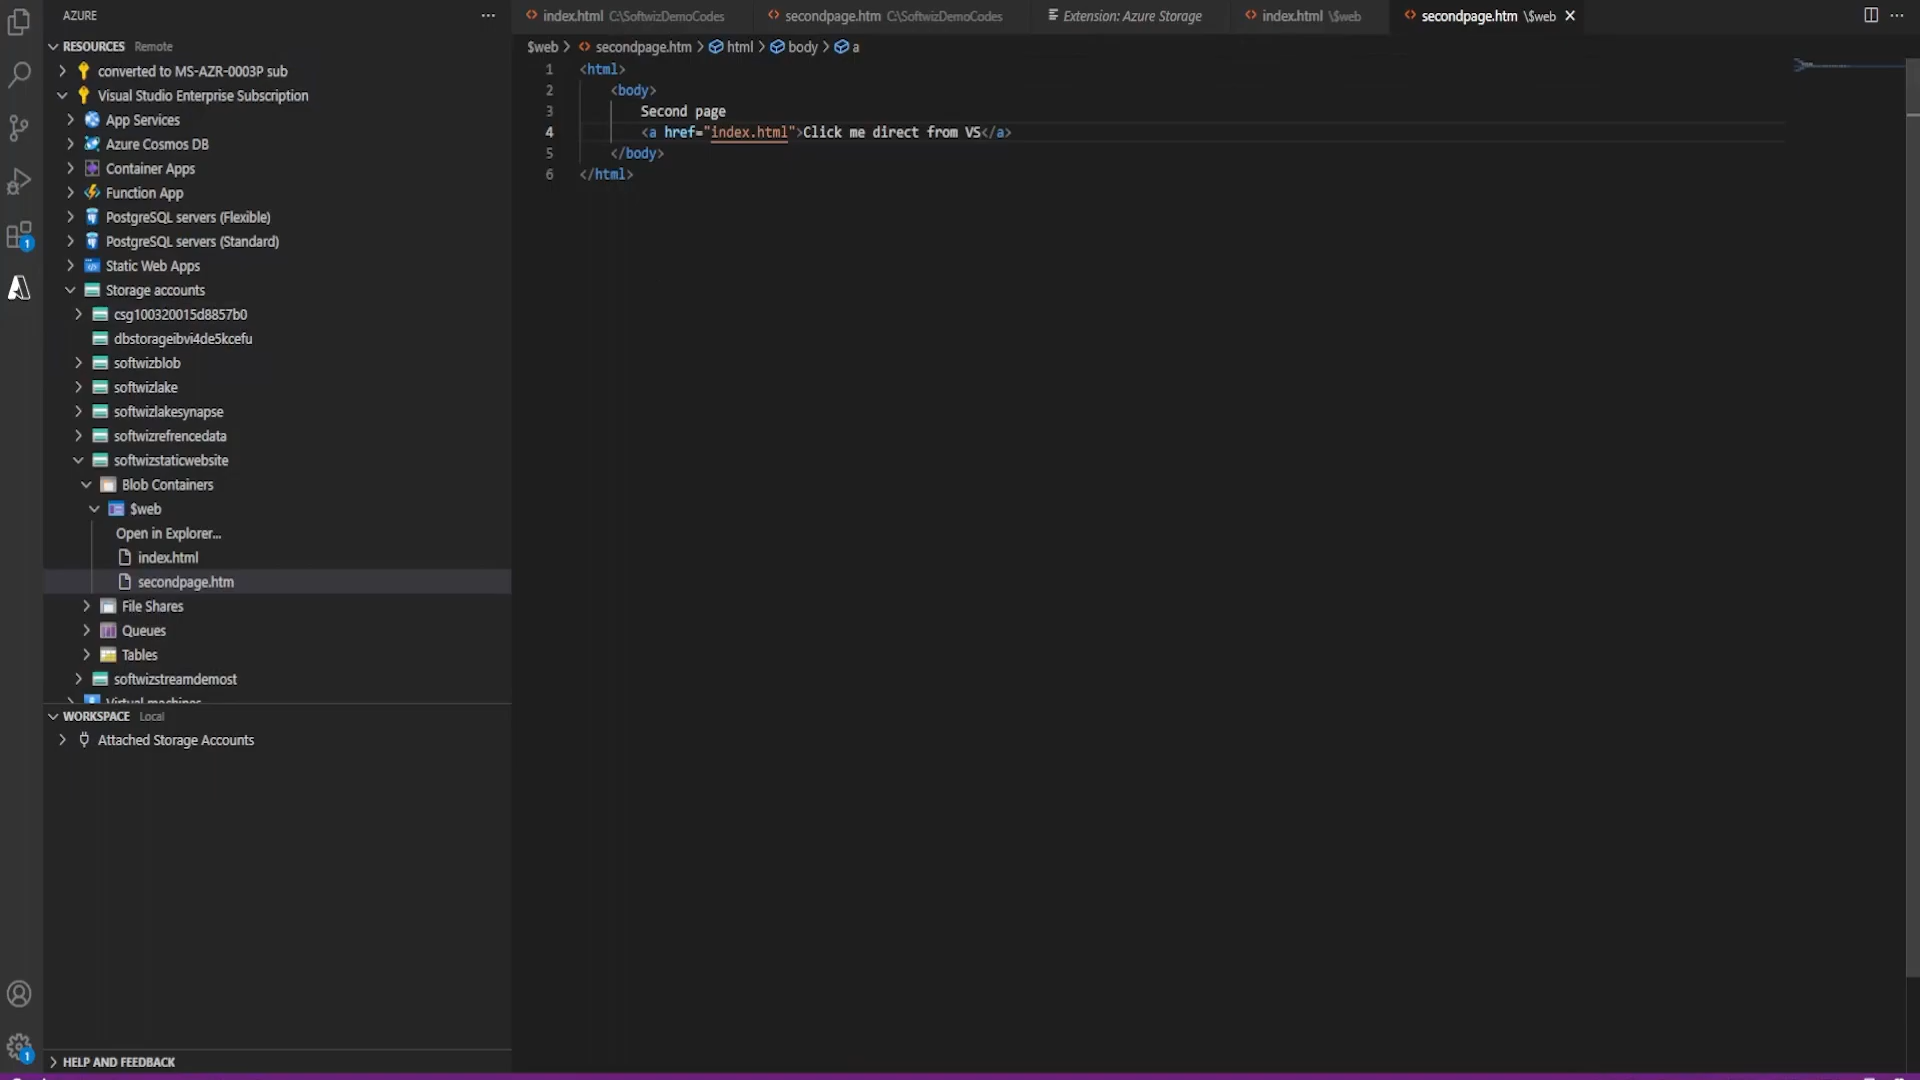 AZURE
RESOURCES Remote
converted to MS-AZR-0003P sub
Visual Studio Enterprise Subscription
App Services
Azure Cosmos DB
Container Apps
Function App
PostgreSQL servers (Flexible)
PostgreSQL servers (Standard)
Static Web Apps
Storage accounts
csg100320015d8857b0
dbstorageibvi4de5kcefu
softwizblob
softwizlake
softwizlakesynapse
softwizrefrencedata
softwizstaticwebsite
Blob Containers
$web
Open in Explorer...
index.html
secondpage.htm
File Shares
Queues
Tables
softwizstreamdemost
Virtual machines
WORKSPACE Local
Attached Storage Accounts
HELP AND FEEDBACK
1
1
index.html C:\SoftwizDemoCodes
secondpage.htm C:\SoftwizDemoCodes
Extension: Azure Storage
index.html \$web
secondpage.htm \$web
$web > secondpage.htm > html > body > a
1 <html>
2 <body>
3 Second page
4 <a href="index.html">Click me direct from VS</a>
5 </body>
6 </html>